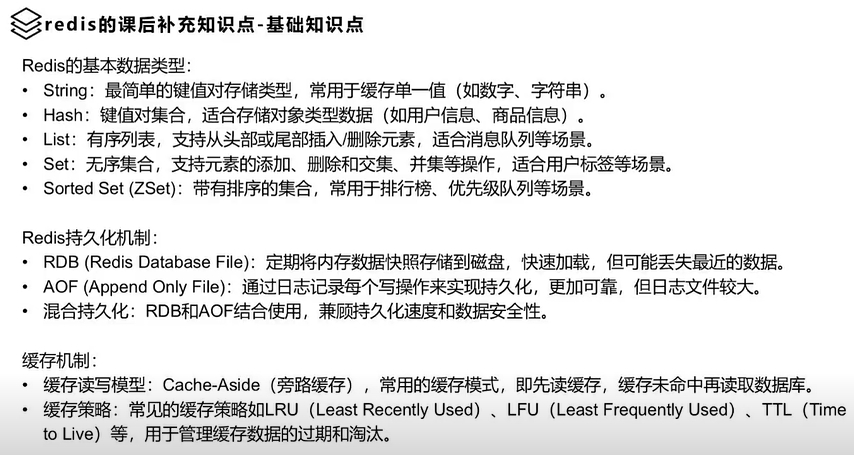 redis的课后补充知识点-基础知识点
Redis的基本数据类型：
• String：最简单的键值对存储类型，常用于缓存单一值（如数字、字符串）。
• Hash：键值对集合，适合存储对象类型数据（如用户信息、商品信息）。
• List：有序列表，支持从头部或尾部插入/删除元素，适合消息队列等场景。
• Set：无序集合，支持元素的添加、删除和交集、并集等操作，适合用户标签等场景。
• Sorted Set (ZSet)：带有排序的集合，常用于排行榜、优先级队列等场景。
Redis持久化机制：
• RDB (Redis Database File)：定期将内存数据快照存储到磁盘，快速加载，但可能丢失最近的数据。
• AOF (Append Only File)：通过日志记录每个写操作来实现持久化，更加可靠，但日志文件较大。
• 混合持久化：RDB和AOF结合使用，兼顾持久化速度和数据安全性。
缓存机制：
• 缓存读写模型：Cache-Aside（旁路缓存），常用的缓存模式，即先读缓存，缓存未命中再读取数据库。
• 缓存策略：常见的缓存策略如LRU（Least Recently Used）、LFU（Least Frequently Used）、TTL（Time
to Live）等，用于管理缓存数据的过期和淘汰。